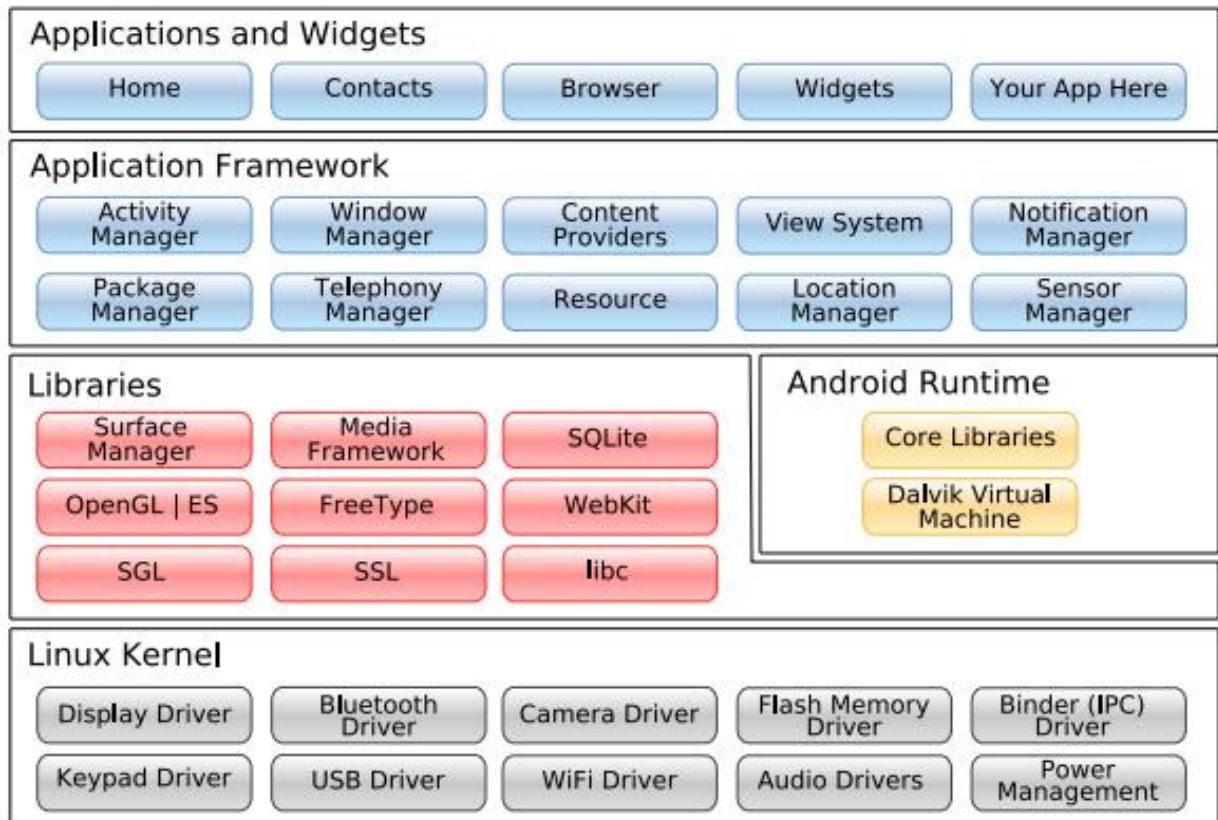 Applications and Widgets
Home
Contacts
Browser
Widgets
Your App Here
Application Framework
Activity
Manager
Window
Manager
Content
Providers
View System
Notification
Manager
Package
Manager
Telephony
Manager
Resource
Location
Manager
Sensor
Manager
Libraries
Surface
Manager
Media
Framework
SQLite
OpenGL | ES
FreeType
WebKit
SGL
SSL
libc
Android Runtime
Core Libraries
Dalvik Virtual
Machine
Linux Kernel
Display Driver
Bluetooth
Driver
Camera Driver
Flash Memory
Driver
Binder (IPC)
Driver
Keypad Driver
USB Driver
WiFi Driver
Audio Drivers
Power
Management